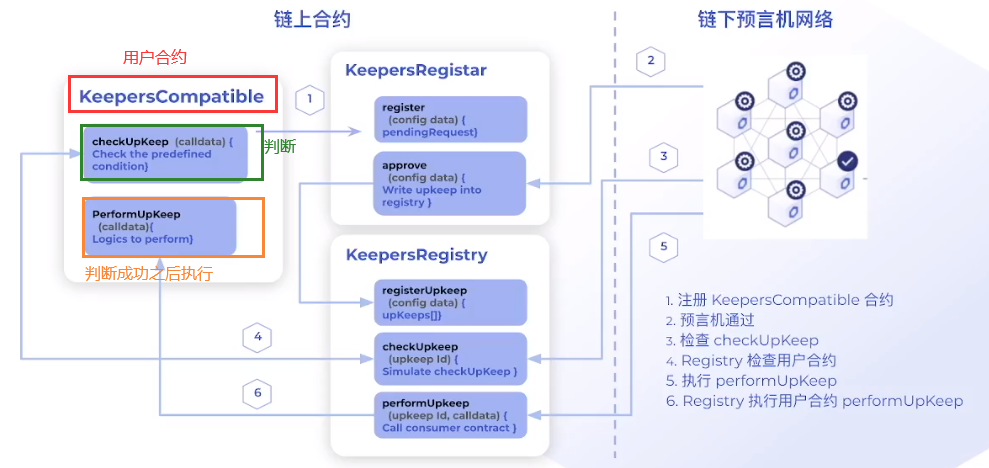 链上合约
链下预言机网络
用户合约
KeepersCompatible
checkUpKeep (calldata) {
Check the predefined
condition}
判断
PerformUpKeep
(calldata){
Logics to perform}
判断成功之后执行
1
KeepersRegistar
register
(config data) {
pendingRequest}
approve
(config data) {
Write upkeep into
registry }
KeepersRegistry
registerUpkeep
(config data) {
upKeeps[]}
checkUpkeep
(upkeep Id) {
Simulate checkUpKeep }
performUpkeep
(upkeep Id, calldata) {
Call consumer contract }
4
6
2
3
5
1. 注册 KeepersCompatible 合约
2. 预言机通过
3. 检查 checkUpKeep
4. Registry 检查用户合约
5. 执行 performUpKeep
6. Registry 执行用户合约 performUpKeep